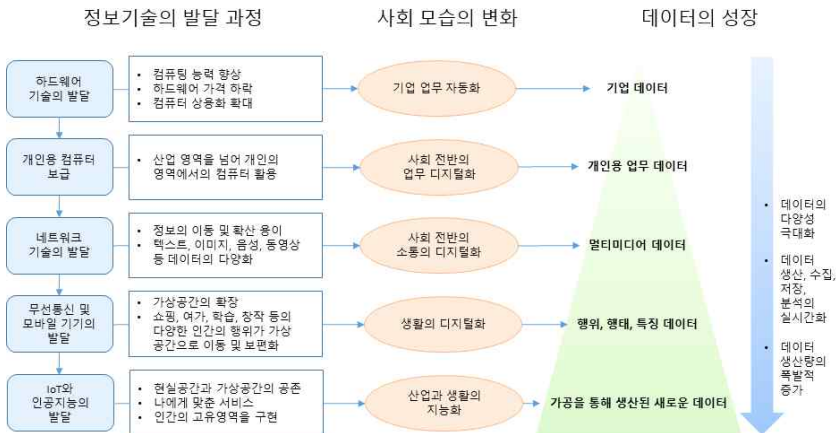 정보기술의 발달 과정
사회 모습의 변화
데이터의 성장
하드웨어
기술의 발달
• 컴퓨팅 능력 향상
• 하드웨어 가격 하락
• 컴퓨터 상용화 확대
기업 업무 자동화
기업 데이터
개인용 컴퓨터
보급
• 산업 영역을 넘어 개인의
영역에서의 컴퓨터 활용
사회 전반의
업무 디지털화
개인용 업무 데이터
네트워크
기술의 발달
• 정보의 이동 및 확산 용이
• 텍스트, 이미지, 음성, 동영상
등 데이터의 다양화
사회 전반의
소통의 디지털화
멀티미디어 데이터
무선통신 및
모바일 기기의
발달
• 가상공간의 확장
• 쇼핑, 여가, 학습, 창작 등의
다양한 인간의 행위가 가상
공간으로 이동 및 보편화
생활의 디지털화
행위, 행태, 특징 데이터
IoT와
인공지능의
발달
• 현실공간과 가상공간의 공존
• 나에게 맞춘 서비스
• 인간의 고유영역을 구현
산업과 생활의
지능화
가공을 통해 생산된 새로운 데이터
• 데이터의
다양성
극대화
• 데이터
생산, 수집,
저장,
분석의
실시간화
• 데이터
생산량의
폭발적
증가